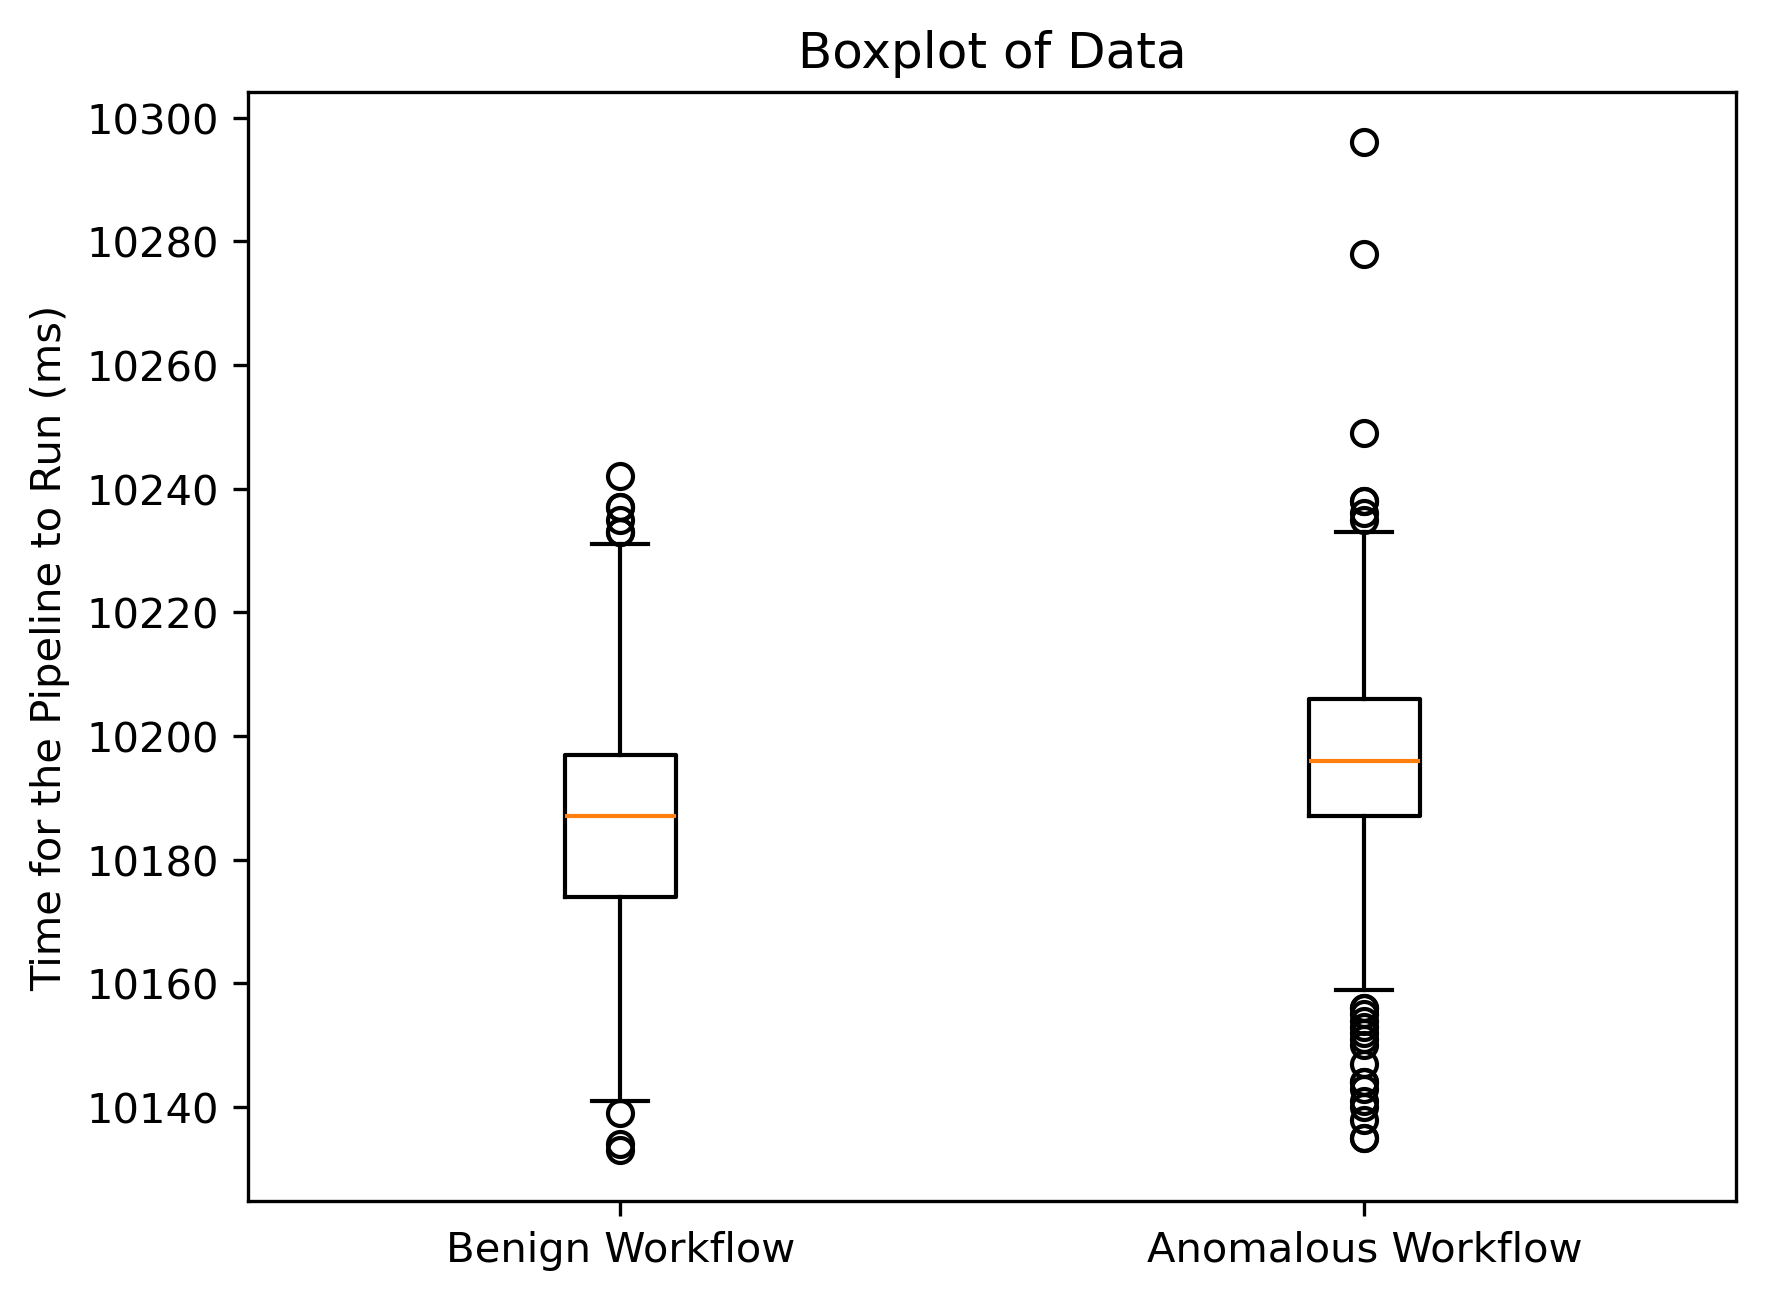 Boxplot of Data
Time for the Pipeline to Run (ms)
10300
10280
10260
10240
10220
10200
10180
10160
10140
Benign Workflow
Anomalous Workflow